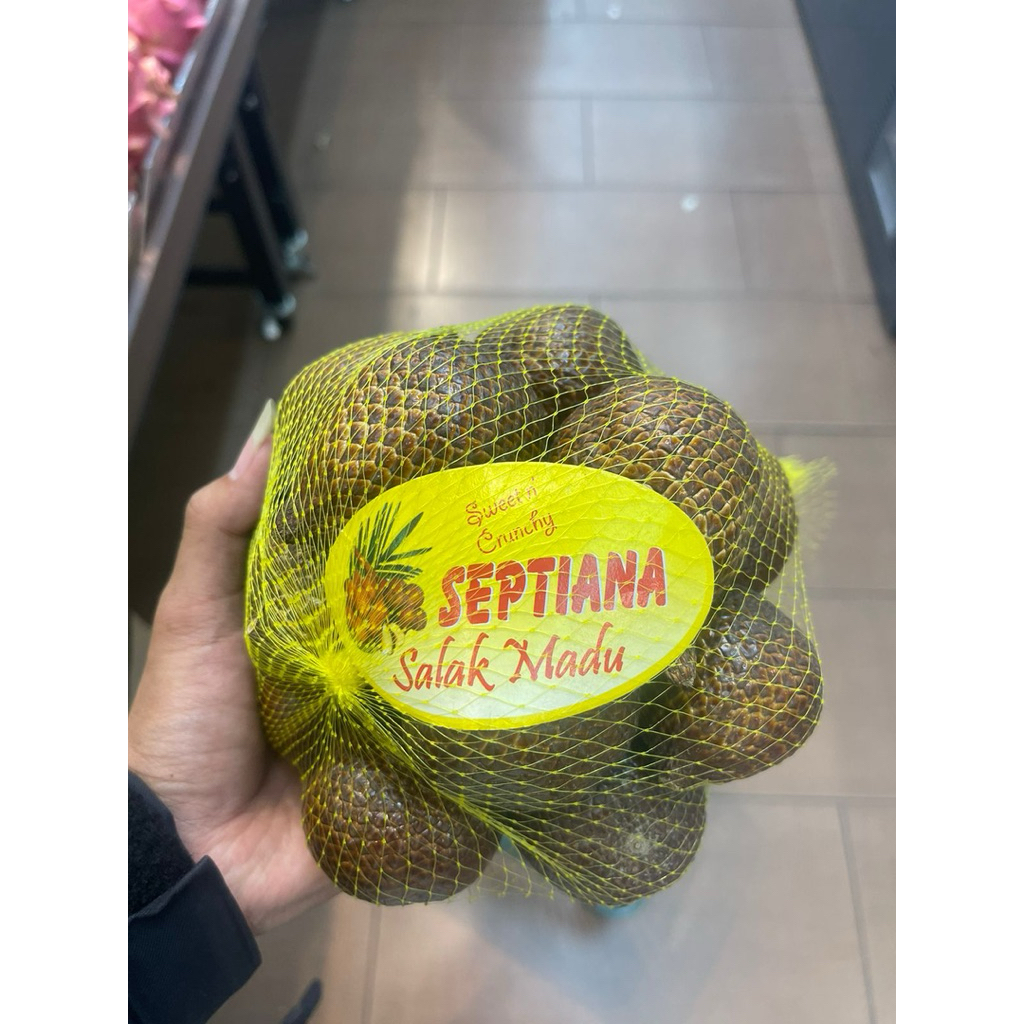 Sweet n'
Crunchy
SEPTIANA
Salak Madu